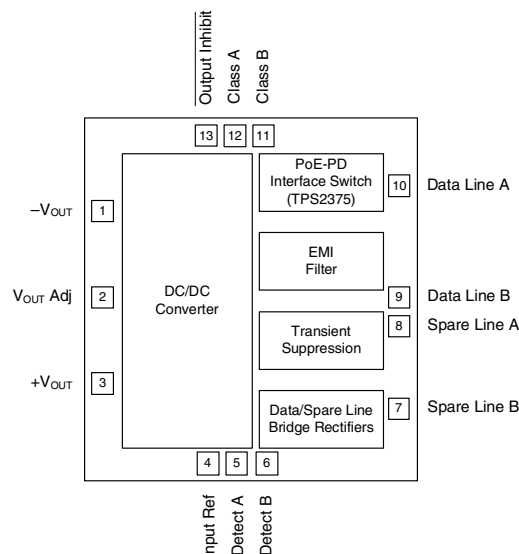 Output Inhibit
Class A
Class B
13
12
11
PoE-PD
Interface Switch
(TPS2375)
10
Data Line A
–VOUT
1
EMI
Filter
DC/DC
Converter
VOUT Adj
2
9
Data Line B
8
Spare Line A
Transient
Suppression
+VOUT
3
Data/Spare Line
Bridge Rectifiers
7
Spare Line B
4
5
6
Input Ref
Detect A
Detect B